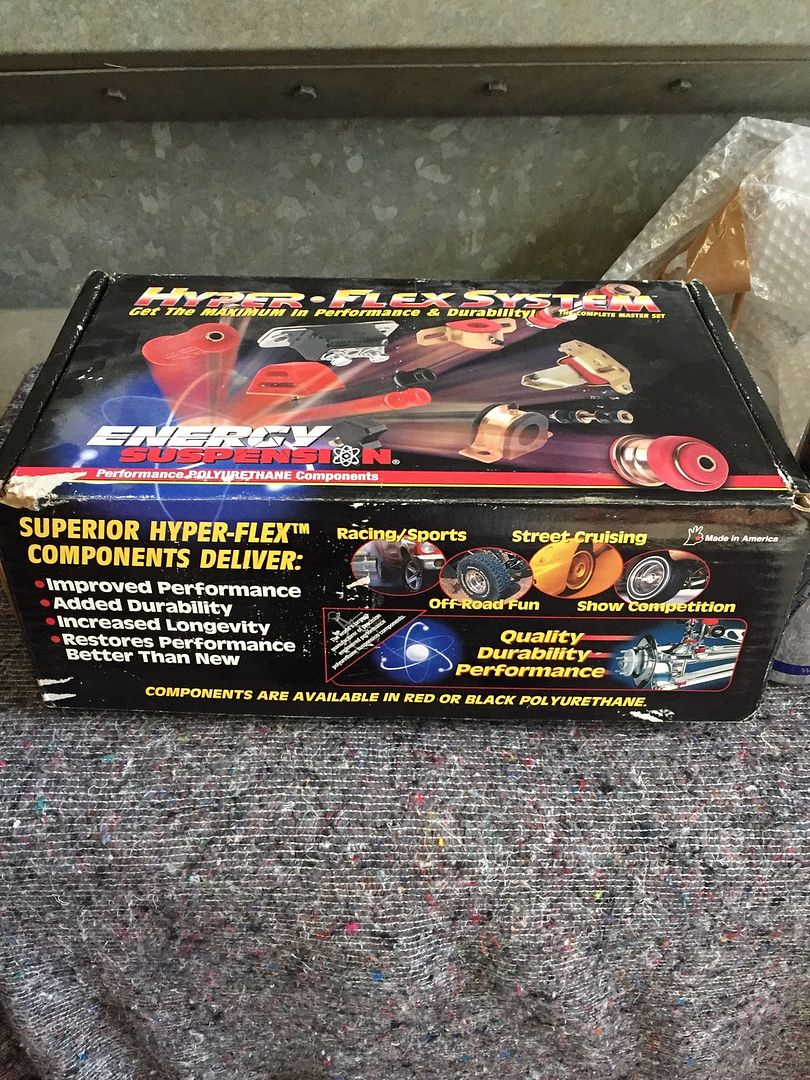 HYPER•FLEX SYSTEM
Get The MAXIMUM In Performance & Durability!
THE COMPLETE MASTER SET
ENERGY
SUSPENSION®
Performance POLYURETHANE Components
SUPERIOR HYPER-FLEX™
COMPONENTS DELIVER:
•Improved Performance
•Added Durability
•Increased Longevity
•Restores Performance
Better Than New
Racing/Sports
Street Cruising
Made in America
Off Road Fun
Show Competition
Quality
Durability
Performance
COMPONENTS ARE AVAILABLE IN RED OR BLACK POLYURETHANE.